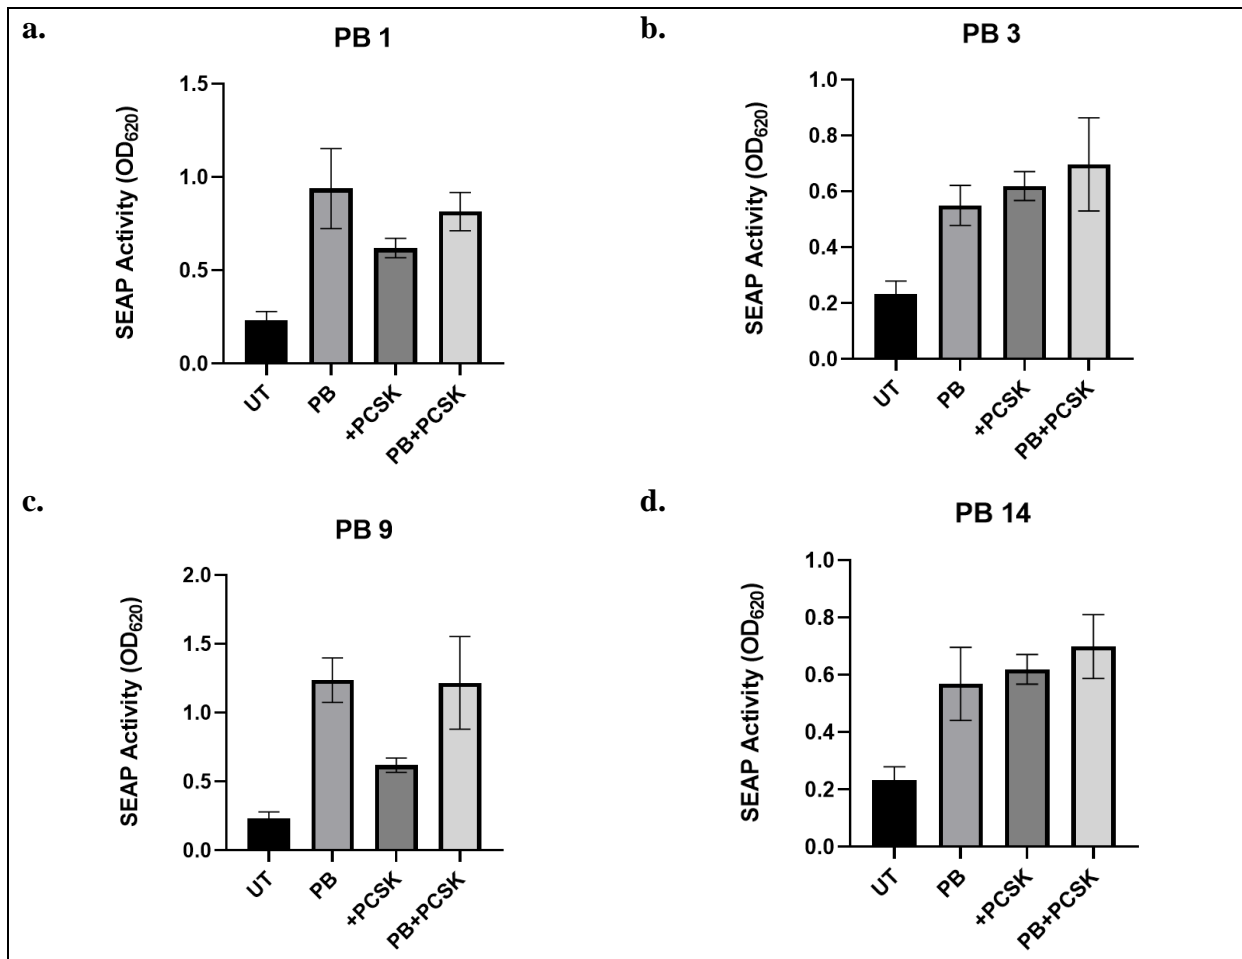 a.
PB 1
SEAP Activity (OD620)
1.5
1.0
0.5
0.0
UT
PB
+PCSK
PB+PCSK
b.
PB 3
SEAP Activity (OD620)
1.0
0.8
0.6
0.4
0.2
0.0
UT
PB
+PCSK
PB+PCSK
c.
PB 9
SEAP Activity (OD620)
2.0
1.5
1.0
0.5
0.0
UT
PB
+PCSK
PB+PCSK
d.
PB 14
SEAP Activity (OD620)
1.0
0.8
0.6
0.4
0.2
0.0
UT
PB
+PCSK
PB+PCSK